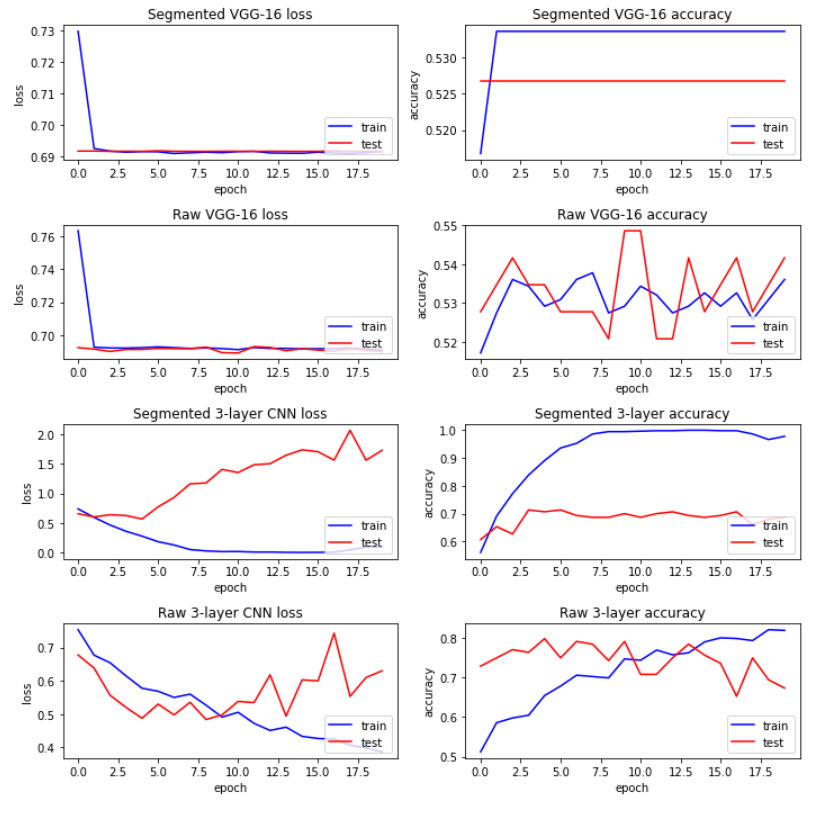 Segmented VGG-16 loss
0.73
0.72
0.71
0.70
0.69
loss
train
test
0.0 2.5 5.0 7.5 10.0 12.5 15.0 17.5
epoch
Segmented VGG-16 accuracy
0.530
0.525
0.520
accuracy
train
test
0.0 2.5 5.0 7.5 10.0 12.5 15.0 17.5
epoch
Raw VGG-16 loss
0.76
0.74
0.72
0.70
loss
train
test
0.0 2.5 5.0 7.5 10.0 12.5 15.0 17.5
epoch
Raw VGG-16 accuracy
0.55
0.54
0.53
0.52
accuracy
train
test
0.0 2.5 5.0 7.5 10.0 12.5 15.0 17.5
epoch
Segmented 3-layer CNN loss
2.0
1.5
1.0
0.5
0.0
loss
train
test
0.0 2.5 5.0 7.5 10.0 12.5 15.0 17.5
epoch
Segmented 3-layer accuracy
1.0
0.9
0.8
0.7
0.6
accuracy
train
test
0.0 2.5 5.0 7.5 10.0 12.5 15.0 17.5
epoch
Raw 3-layer CNN loss
0.7
0.6
0.5
0.4
loss
train
test
0.0 2.5 5.0 7.5 10.0 12.5 15.0 17.5
epoch
Raw 3-layer accuracy
0.8
0.7
0.6
0.5
accuracy
train
test
0.0 2.5 5.0 7.5 10.0 12.5 15.0 17.5
epoch